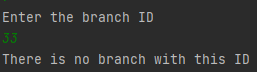 Enter the branch ID
33
There is no branch with this ID